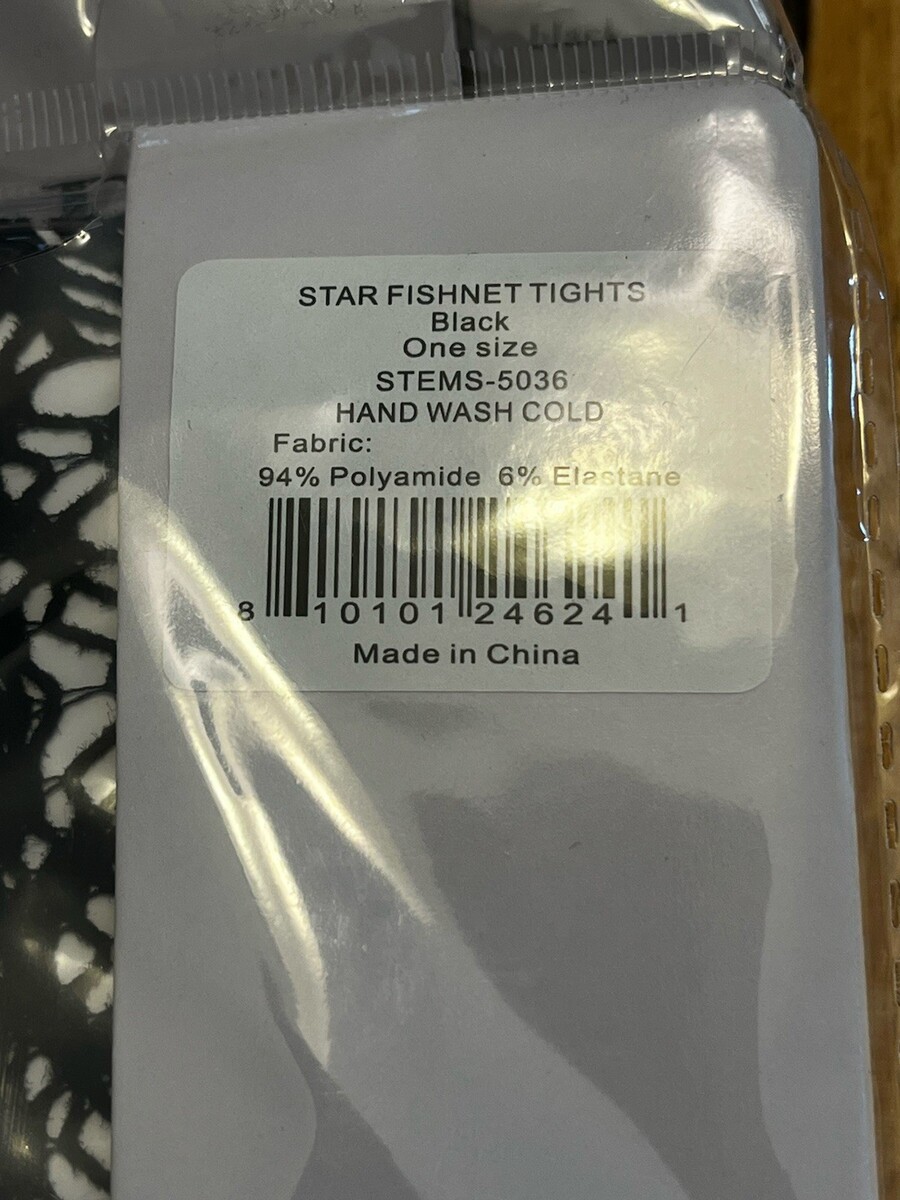 STAR FISHNET TIGHTS
Black
One size
STEMS-5036
HAND WASH COLD
Fabric:
94% Polyamide 6% Elastane
8 10101 24624 1
Made in China